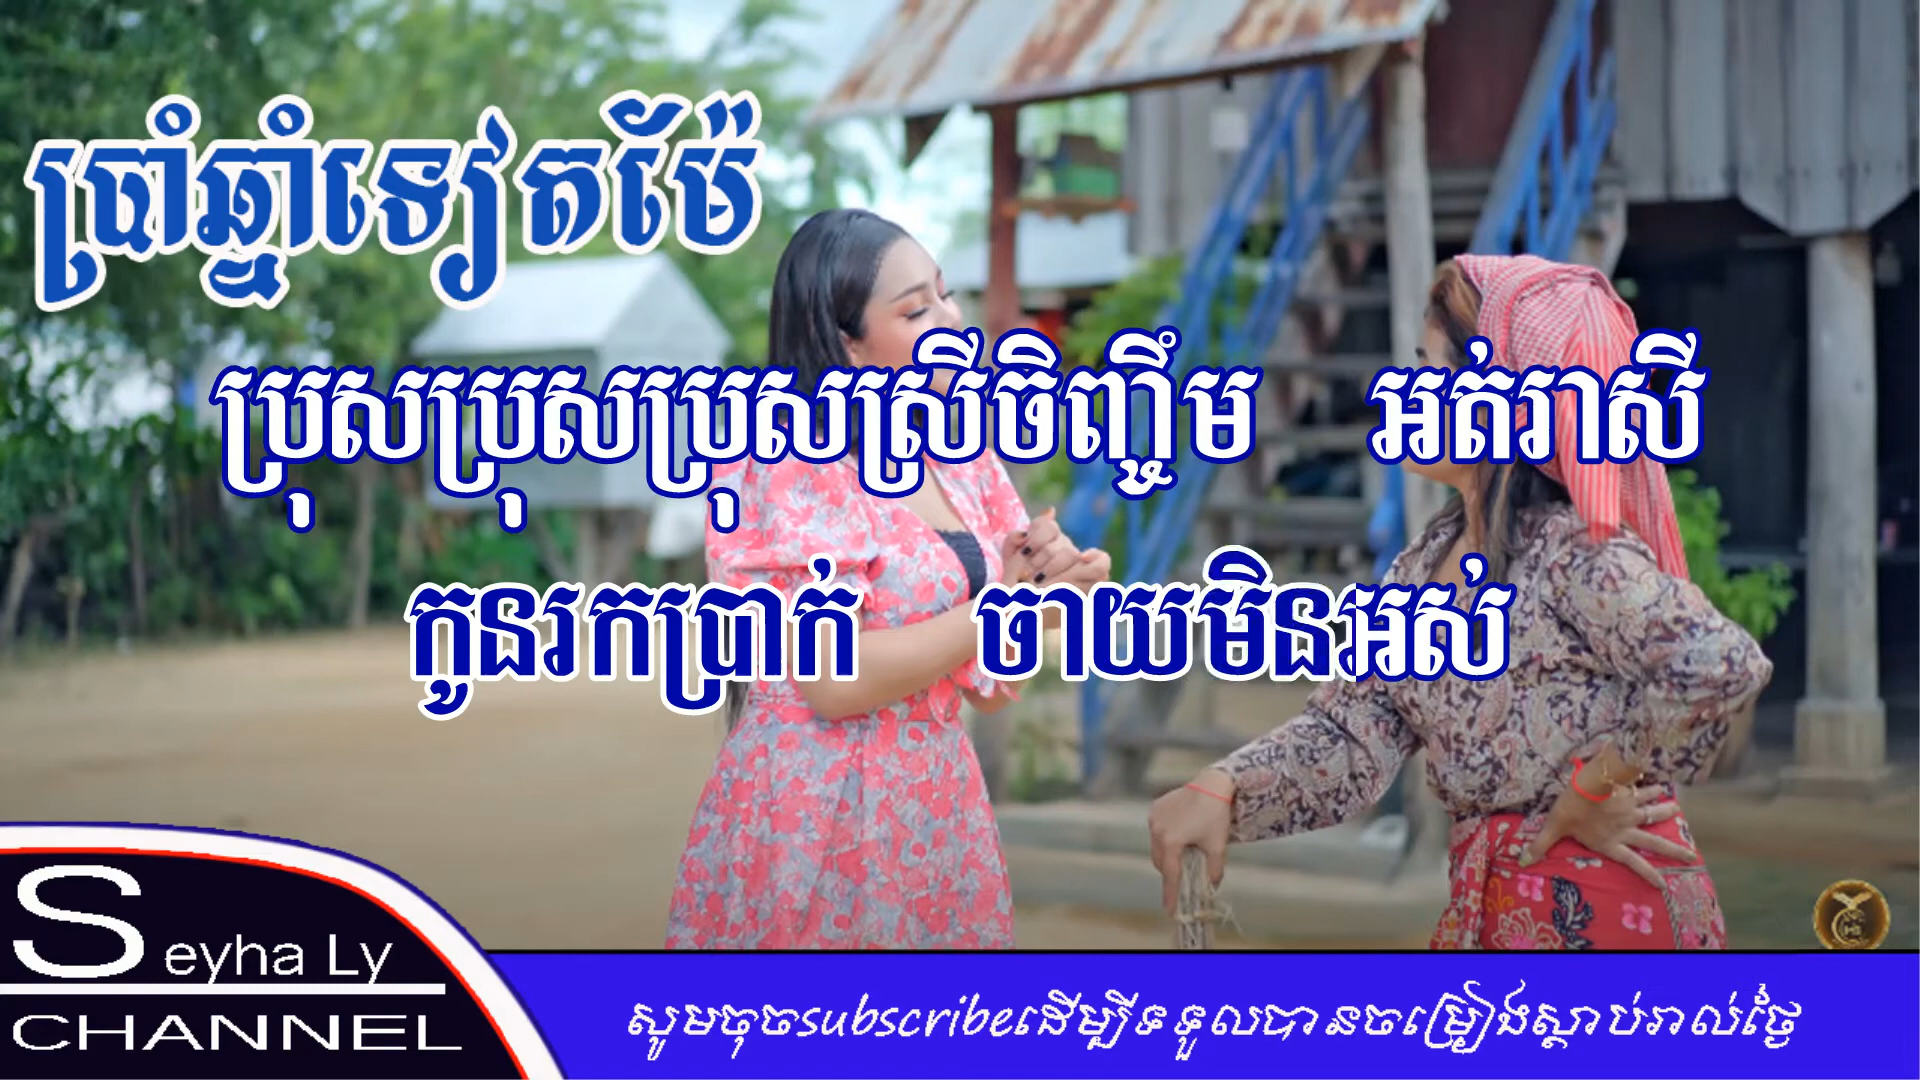 ប្រាំឆ្នាំទៀតម៉ែ
ប្រុសប្រុសប្រុសស្រីចិញ្ចឹម អត់រាសី
កូនរកប្រាក់ ចាយមិនអស់
Seyha Ly
CHANNEL
សូមចុចsubscribeដើម្បីទទួលបានចម្រៀងស្តាប់រាល់ថ្ងៃ